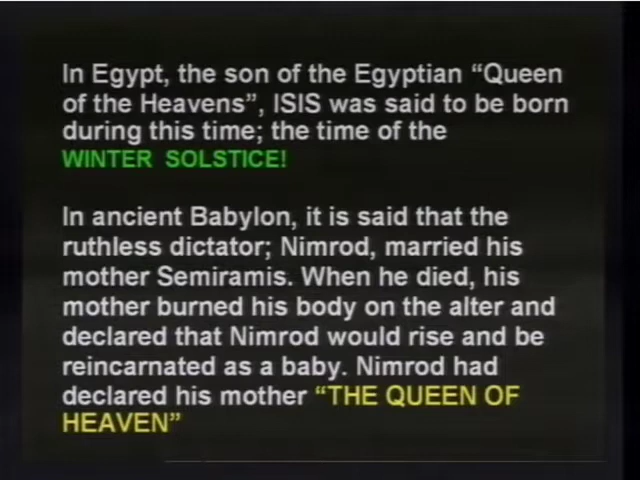 In Egypt, the son of the Egyptian “Queen
of the Heavens”, ISIS was said to be born
during this time; the time of the
WINTER SOLSTICE!
In ancient Babylon, it is said that the
ruthless dictator; Nimrod, married his
mother Semiramis. When he died, his
mother burned his body on the alter and
declared that Nimrod would rise and be
reincarnated as a baby. Nimrod had
declared his mother “THE QUEEN OF
HEAVEN”